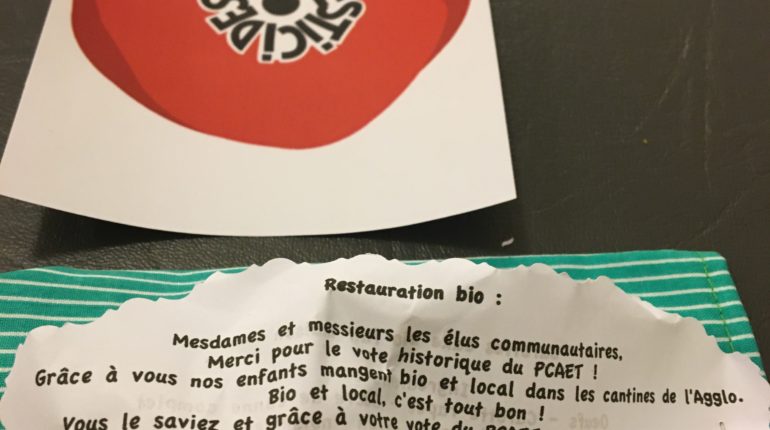 STiCiDES
Restauration bio :
Mesdames et messieurs les élus communautaires,
Merci pour le vote historique du PCAET !
Grâce à vous nos enfants mangent bio et local dans les cantines de l'Agglo.
Bio et local, c'est tout bon !
Vous le saviez et grâce à votre vote du